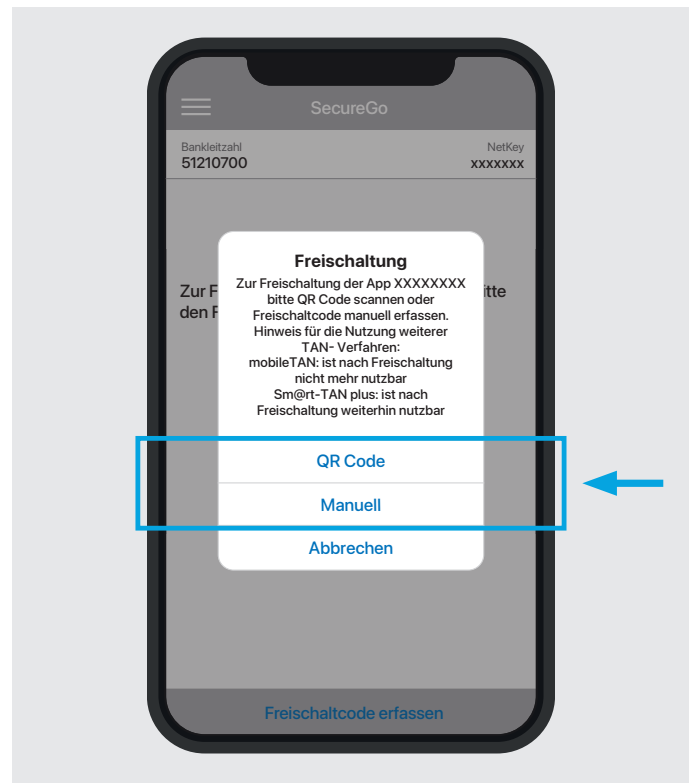 SecureGo
Bankleitzahl
NetKey
51210700
xxxxxxx
Freischaltung
Zur Freischaltung der App XXXXXXXX
bitte QR Code scannen oder
Freischaltcode manuell erfassen.
Hinweis für die Nutzung weiterer
TAN- Verfahren:
mobileTAN: ist nach Freischaltung
nicht mehr nutzbar
Sm@rt-TAN plus: ist nach
Freischaltung weiterhin nutzbar
Zur F
itte
den F
QR Code
Manuell
Abbrechen
Freischaltcode erfassen